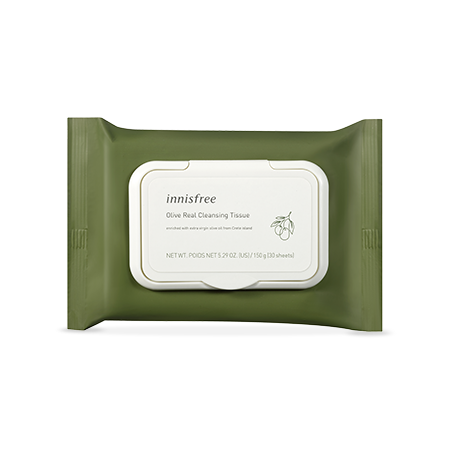 innisfree
Olive Real Cleansing Tissue
enriched with extra virgin olive oil from Crete Island
NET WT. POIDS NET 5.29 OZ. (US) / 150 g [30 sheets]